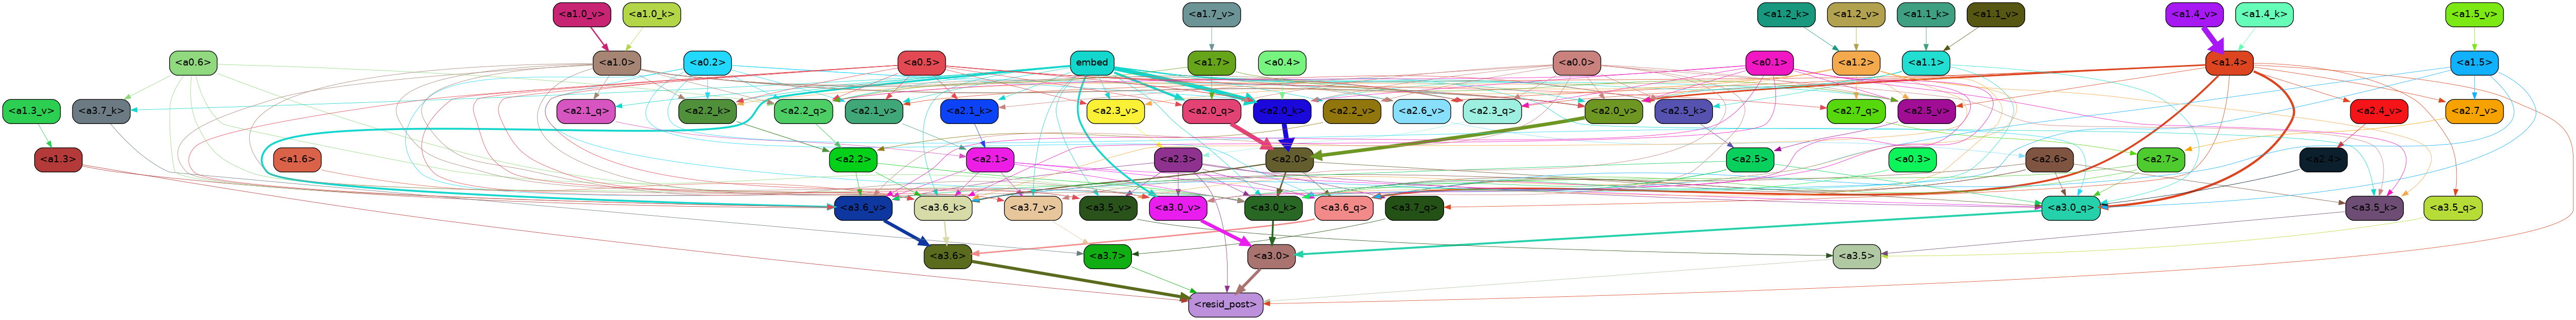 <a1.0_v> <a1.0_k> <a1.7_v> <a1.2_k> <a1.2_v> <a1.1_k> <a1.1_v> <a1.4_v> <a1.4_k> <a1.5_v>
<a0.6> <a1.0> <a0.2> <a0.5> embed <a1.7> <a0.4> <a0.0> <a0.1> <a1.2> <a1.1> <a1.4> <a1.5>
<a1.3_v> <a3.7_k> <a2.1_q> <a2.2_k> <a2.2_q> <a2.1_v> <a2.1_k> <a2.3_v> <a2.0_q> <a2.0_k> <a2.2_v> <a2.6_v> <a2.3_q> <a2.0_v> <a2.5_k> <a2.7_q> <a2.5_v> <a2.4_v> <a2.7_v>
<a1.3> <a1.6> <a2.2> <a2.1> <a2.3> <a2.0> <a2.5> <a0.3> <a2.6> <a2.7> <a2.4>
<a3.6_v> <a3.6_k> <a3.7_v> <a3.5_v> <a3.0_v> <a3.0_k> <a3.6_q> <a3.7_q> <a3.0_q> <a3.5_k> <a3.5_q>
<a3.6> <a3.7> <a3.0> <a3.5>
<resid_post>